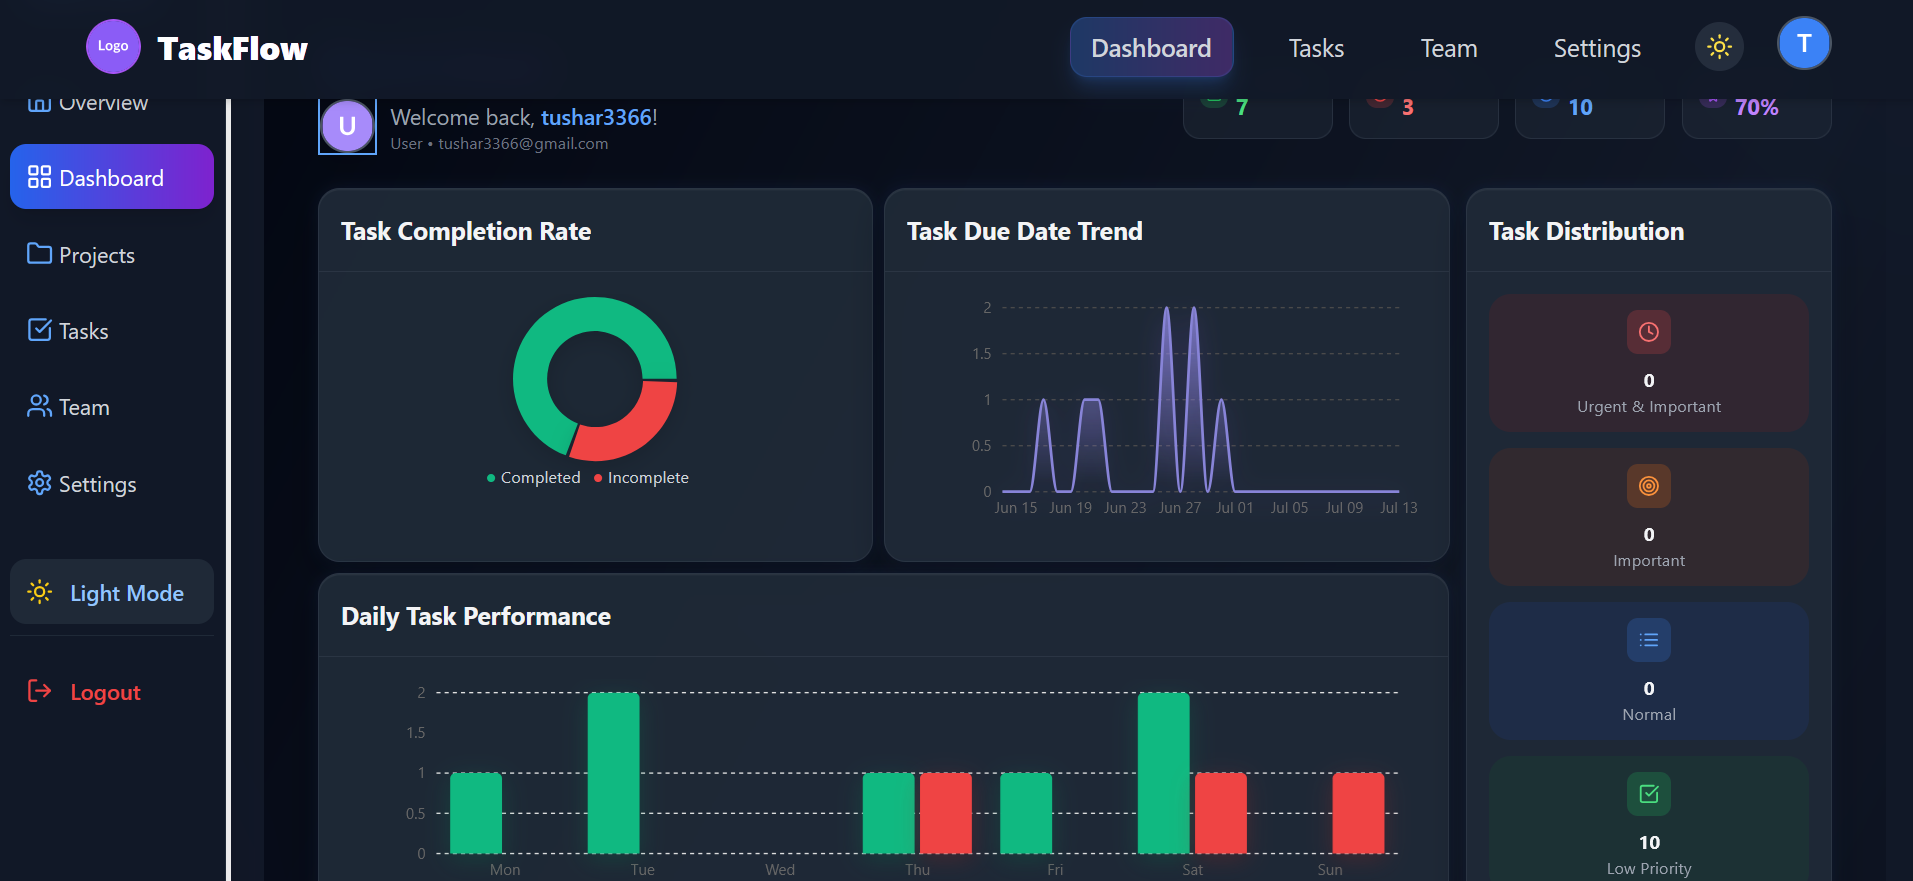 Logo
TaskFlow
Dashboard
Tasks
Team
Settings
T
Overview
Dashboard
Projects
Tasks
Team
Settings
Light Mode
Logout
U
Welcome back, tushar3366!
User • tushar3366@gmail.com
7
3
10
70%
Task Completion Rate
Completed
Incomplete
Task Due Date Trend
2
1.5
1
0.5
0
Jun 15 Jun 19 Jun 23 Jun 27 Jul 01 Jul 05 Jul 09 Jul 13
Task Distribution
0
Urgent & Important
0
Important
0
Normal
10
Low Priority
Daily Task Performance
2
1.5
1
0.5
0
Mon Tue Wed Thu Fri Sat Sun